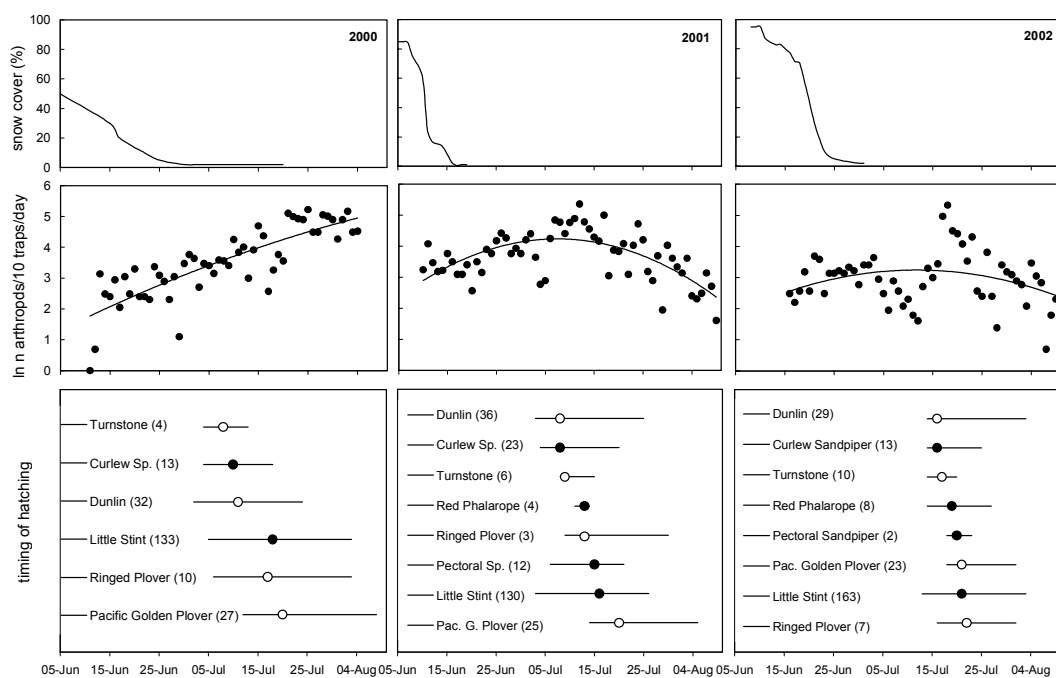 snow cover (%)
100
80
60
40
20
0
2000
2001
2002
ln n arthropds/10 traps/day
6
5
4
3
2
1
0
timing of hatching
Turnstone (4)
Curlew Sp. (13)
Dunlin (32)
Little Stint (133)
Ringed Plover (10)
Pacific Golden Plover (27)
Dunlin (36)
Curlew Sp. (23)
Turnstone (6)
Red Phalarope (4)
Ringed Plover (3)
Pectoral Sp. (12)
Little Stint (130)
Pac. G. Plover (25)
Dunlin (29)
Curlew Sandpiper (13)
Turnstone (10)
Red Phalarope (8)
Pectoral Sandpiper (2)
Pac. Golden Plover (23)
Little Stint (163)
Ringed Plover (7)
05-Jun 15-Jun 25-Jun 05-Jul 15-Jul 25-Jul 04-Aug
05-Jun 15-Jun 25-Jun 05-Jul 15-Jul 25-Jul 04-Aug
05-Jun 15-Jun 25-Jun 05-Jul 15-Jul 25-Jul 04-Aug